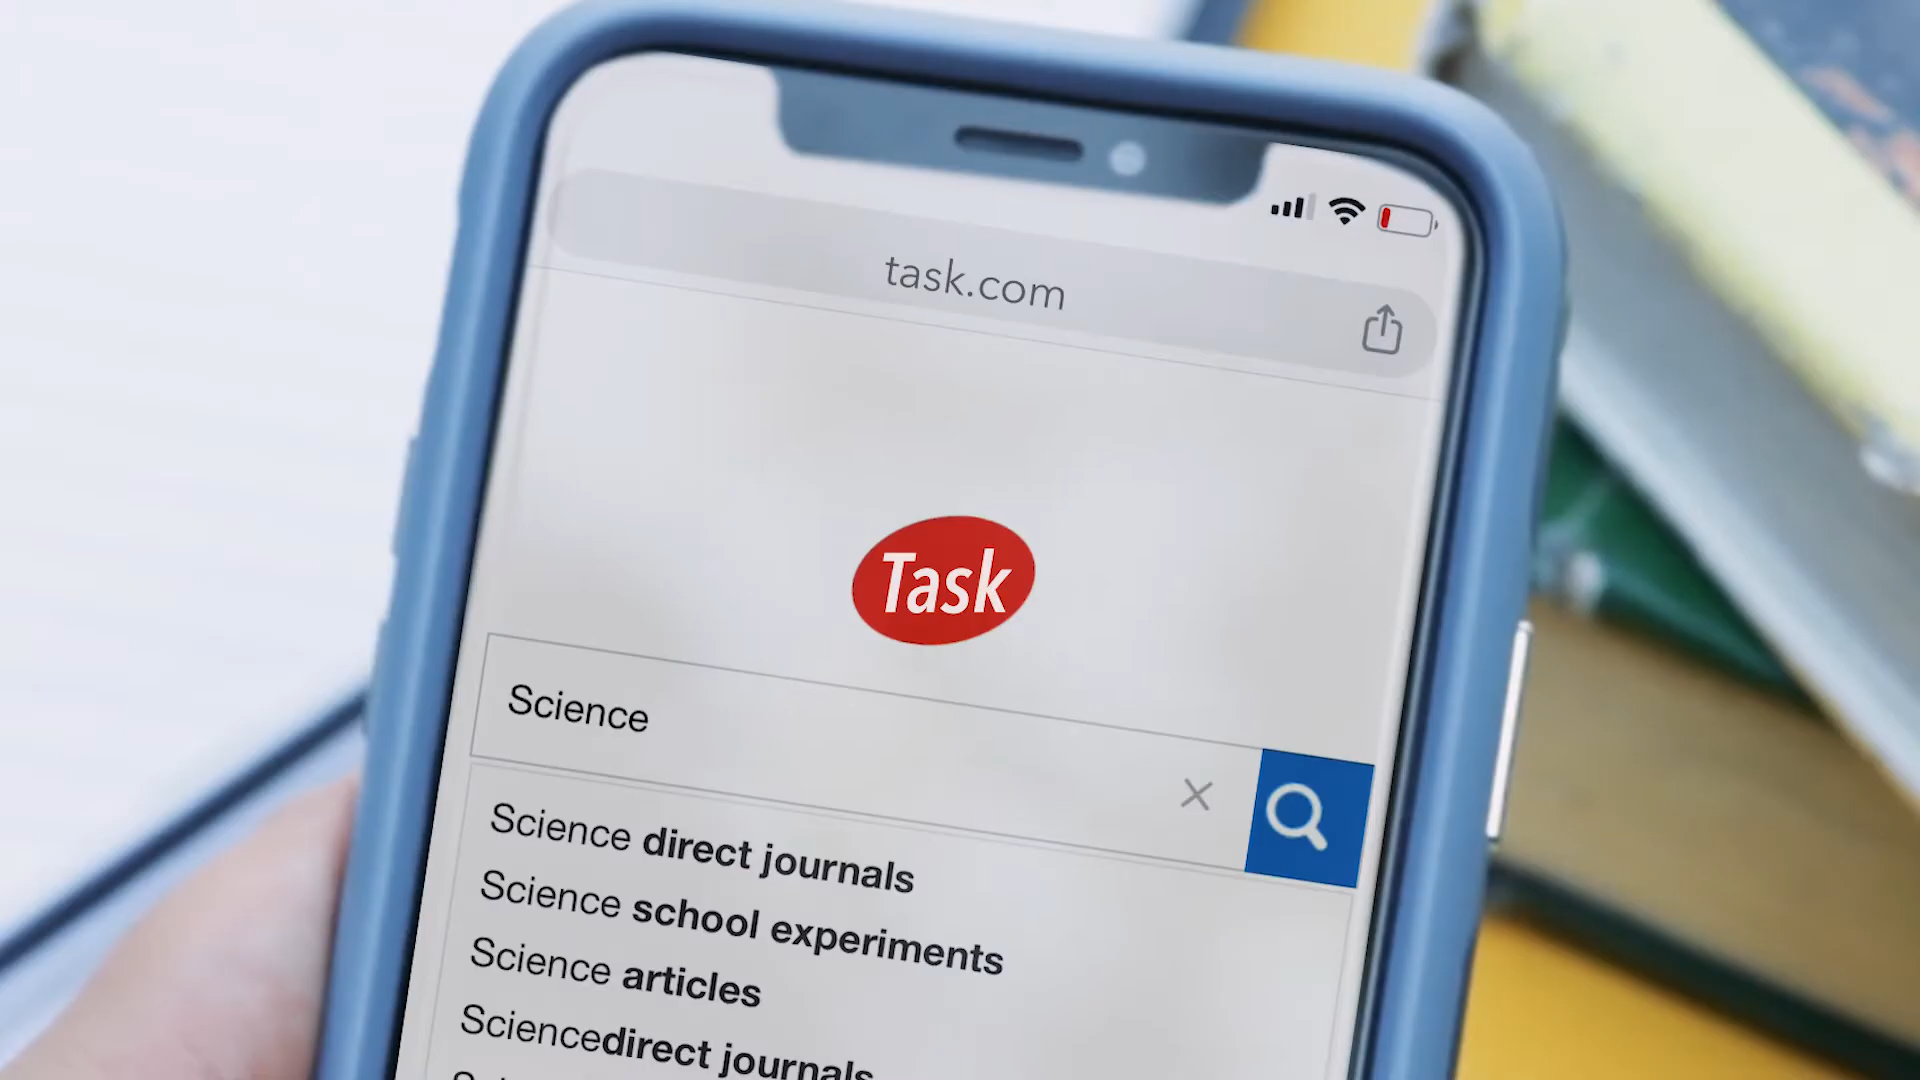 task.com
Task
Science
Science direct journals
Science school experiments
Science articles
Sciencedirect journals